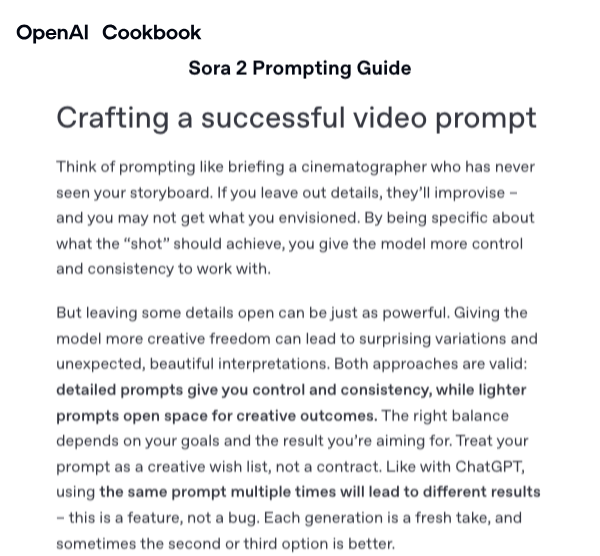 OpenAI Cookbook
Sora 2 Prompting Guide
Crafting a successful video prompt
Think of prompting like briefing a cinematographer who has never
seen your storyboard. If you leave out details, they’ll improvise –
and you may not get what you envisioned. By being specific about
what the “shot” should achieve, you give the model more control
and consistency to work with.
But leaving some details open can be just as powerful. Giving the
model more creative freedom can lead to surprising variations and
unexpected, beautiful interpretations. Both approaches are valid:
detailed prompts give you control and consistency, while lighter
prompts open space for creative outcomes. The right balance
depends on your goals and the result you’re aiming for. Treat your
prompt as a creative wish list, not a contract. Like with ChatGPT,
using the same prompt multiple times will lead to different results
– this is a feature, not a bug. Each generation is a fresh take, and
sometimes the second or third option is better.